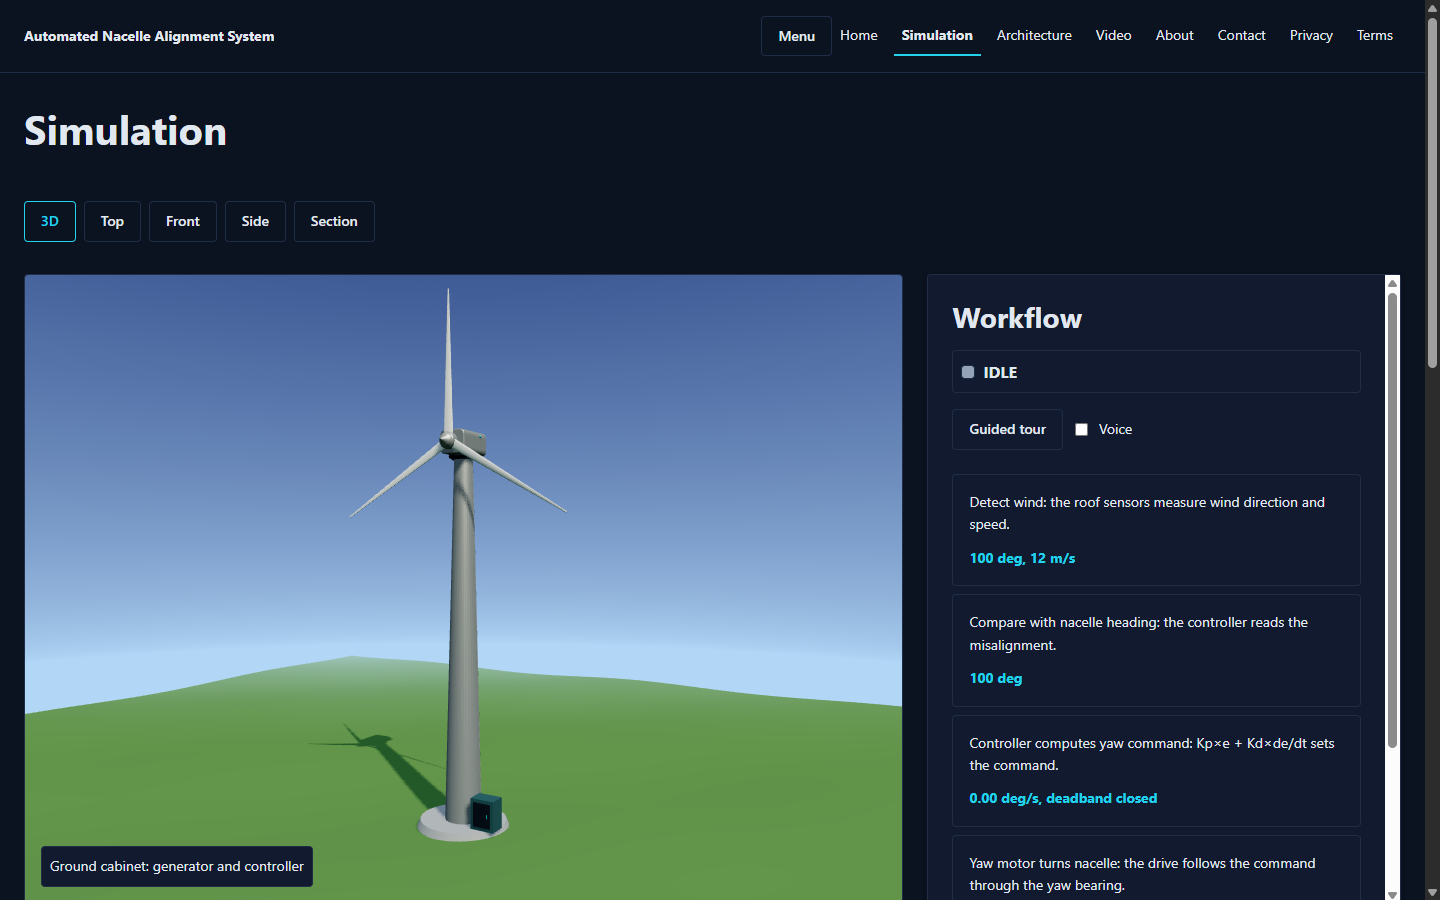 Automated Nacelle Alignment System
Menu
Home
Simulation
Architecture
Video
About
Contact
Privacy
Terms
Simulation
3D
Top
Front
Side
Section
Ground cabinet: generator and controller
Workflow
IDLE
Guided tour
Voice
Detect wind: the roof sensors measure wind direction and
speed.
100 deg, 12 m/s
Compare with nacelle heading: the controller reads the
misalignment.
100 deg
Controller computes yaw command: Kp×e + Kd×de/dt sets
the command.
0.00 deg/s, deadband closed
Yaw motor turns nacelle: the drive follows the command
through the yaw bearing.